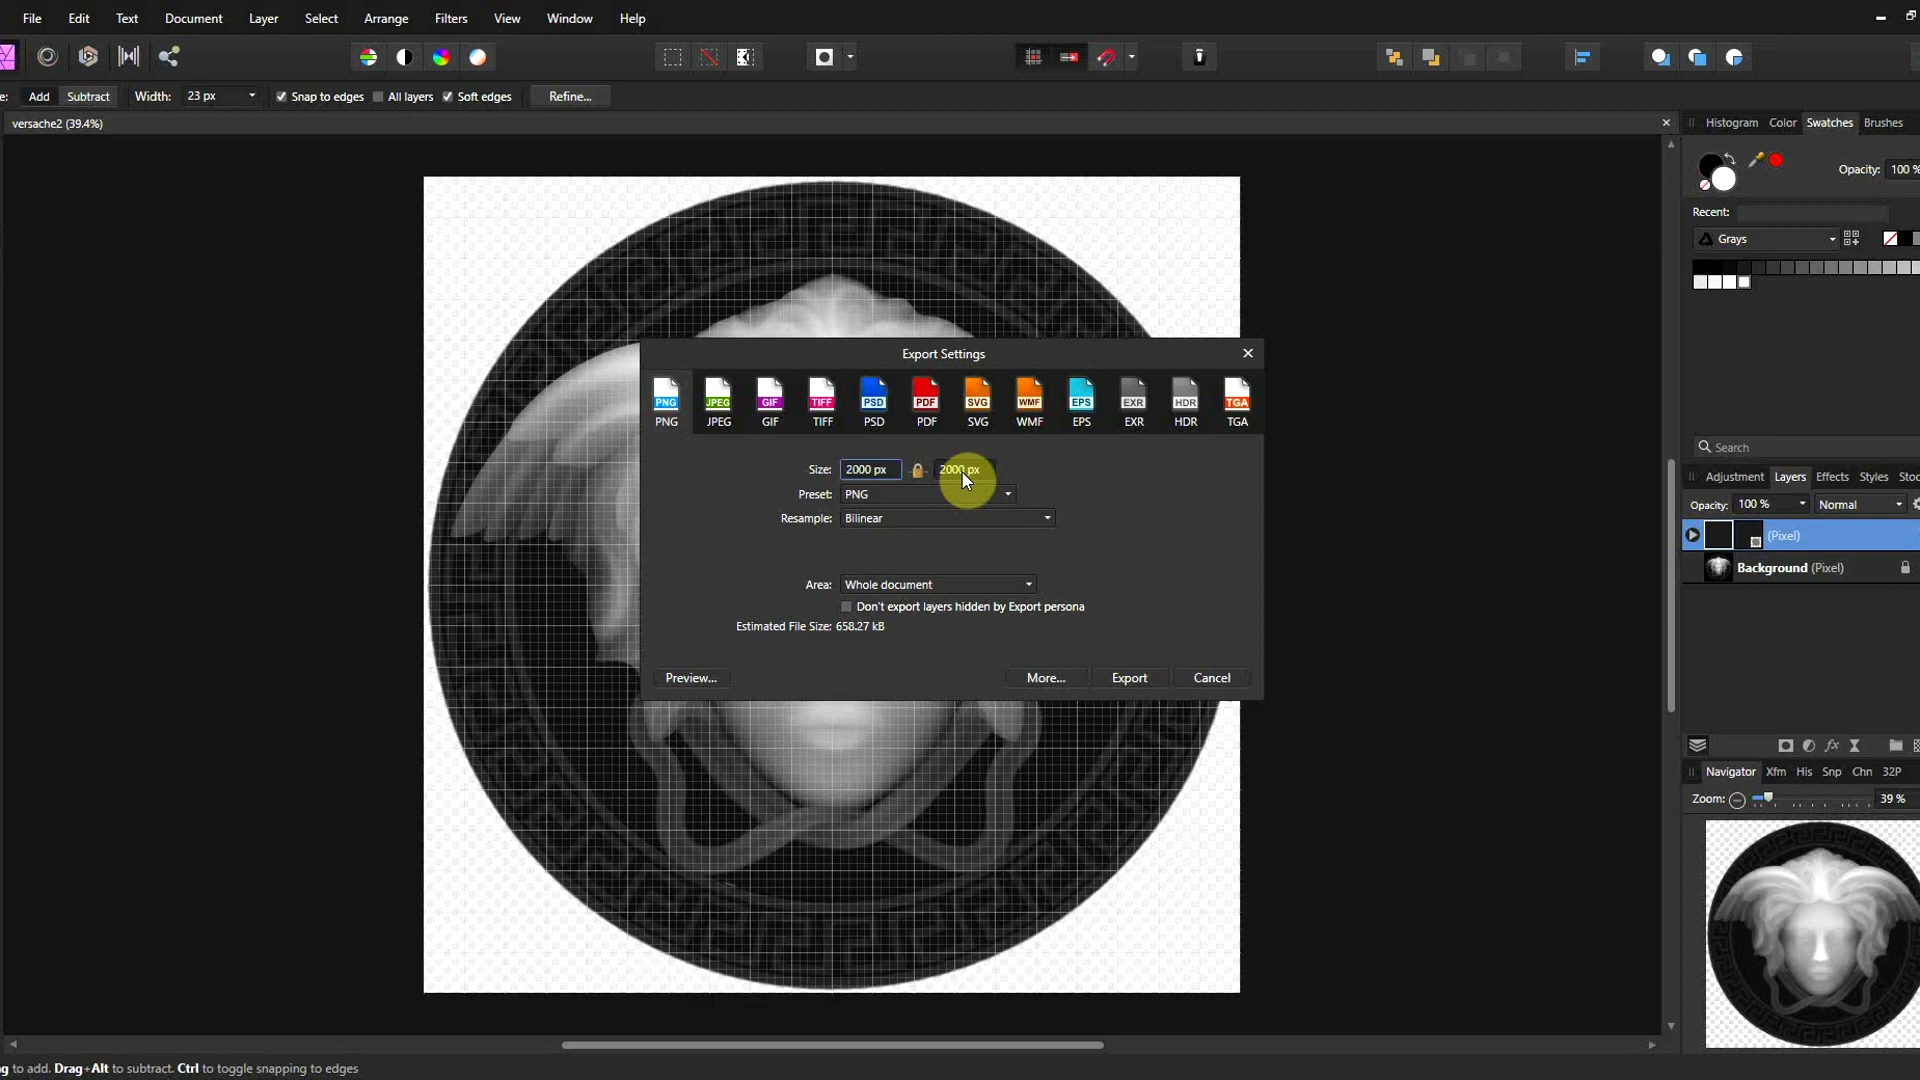 File Edit Text Document Layer Select Arrange Filters View Window Help
Add Subtract Width: 23 px Snap to edges All layers Soft edges Refine...
versache2 (39.4%)
Histogram Color Swatches Brushes
Opacity: 100 %
Recent:
Grays
Export Settings
PNG JPEG GIF TIFF PSD PDF SVG WMF EPS EXR HDR TGA
PNG JPEG GIF TIFF PSD PDF SVG WMF EPS EXR HDR TGA
Size: 2000 px 2000 px
Preset: PNG
Resample: Bilinear
Area: Whole document
Don't export layers hidden by Export persona
Estimated File Size: 658.27 kB
Preview... More... Export Cancel
Search
Adjustment Layers Effects Styles Stoc
Opacity: 100 % Normal
(Pixel)
Background (Pixel)
Navigator Xfm His Snp Chn 32P
Zoom: 39 %
g to add. Drag+Alt to subtract. Ctrl to toggle snapping to edges